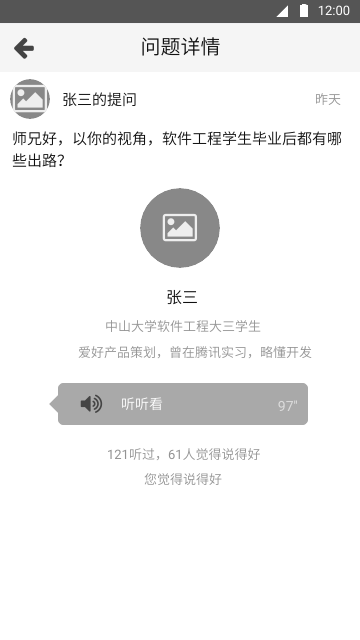 12:00
问题详情
张三的提问
昨天
师兄好，以你的视角，软件工程学生毕业后都有哪
些出路？
张三
中山大学软件工程大三学生
爱好产品策划，曾在腾讯实习，略懂开发
听听看
97"
121听过，61人觉得说得好
您觉得说得好